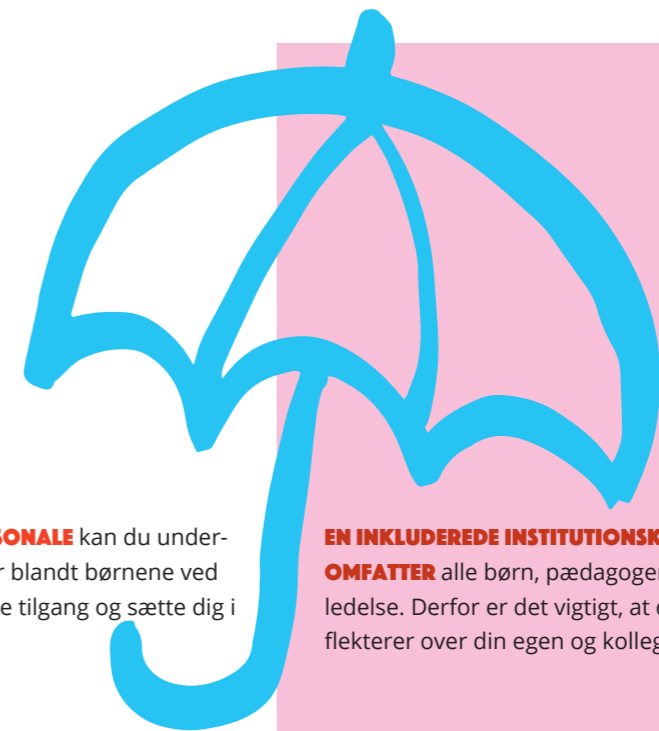 SONALE kan du under-
r blandt børnene ved
e tilgang og sætte dig i
EN INKLUDEREDE INSTITUTIONSK
OMFATTER alle børn, pædagoger
ledelse. Derfor er det vigtigt, at
flekterer over din egen og kolleg